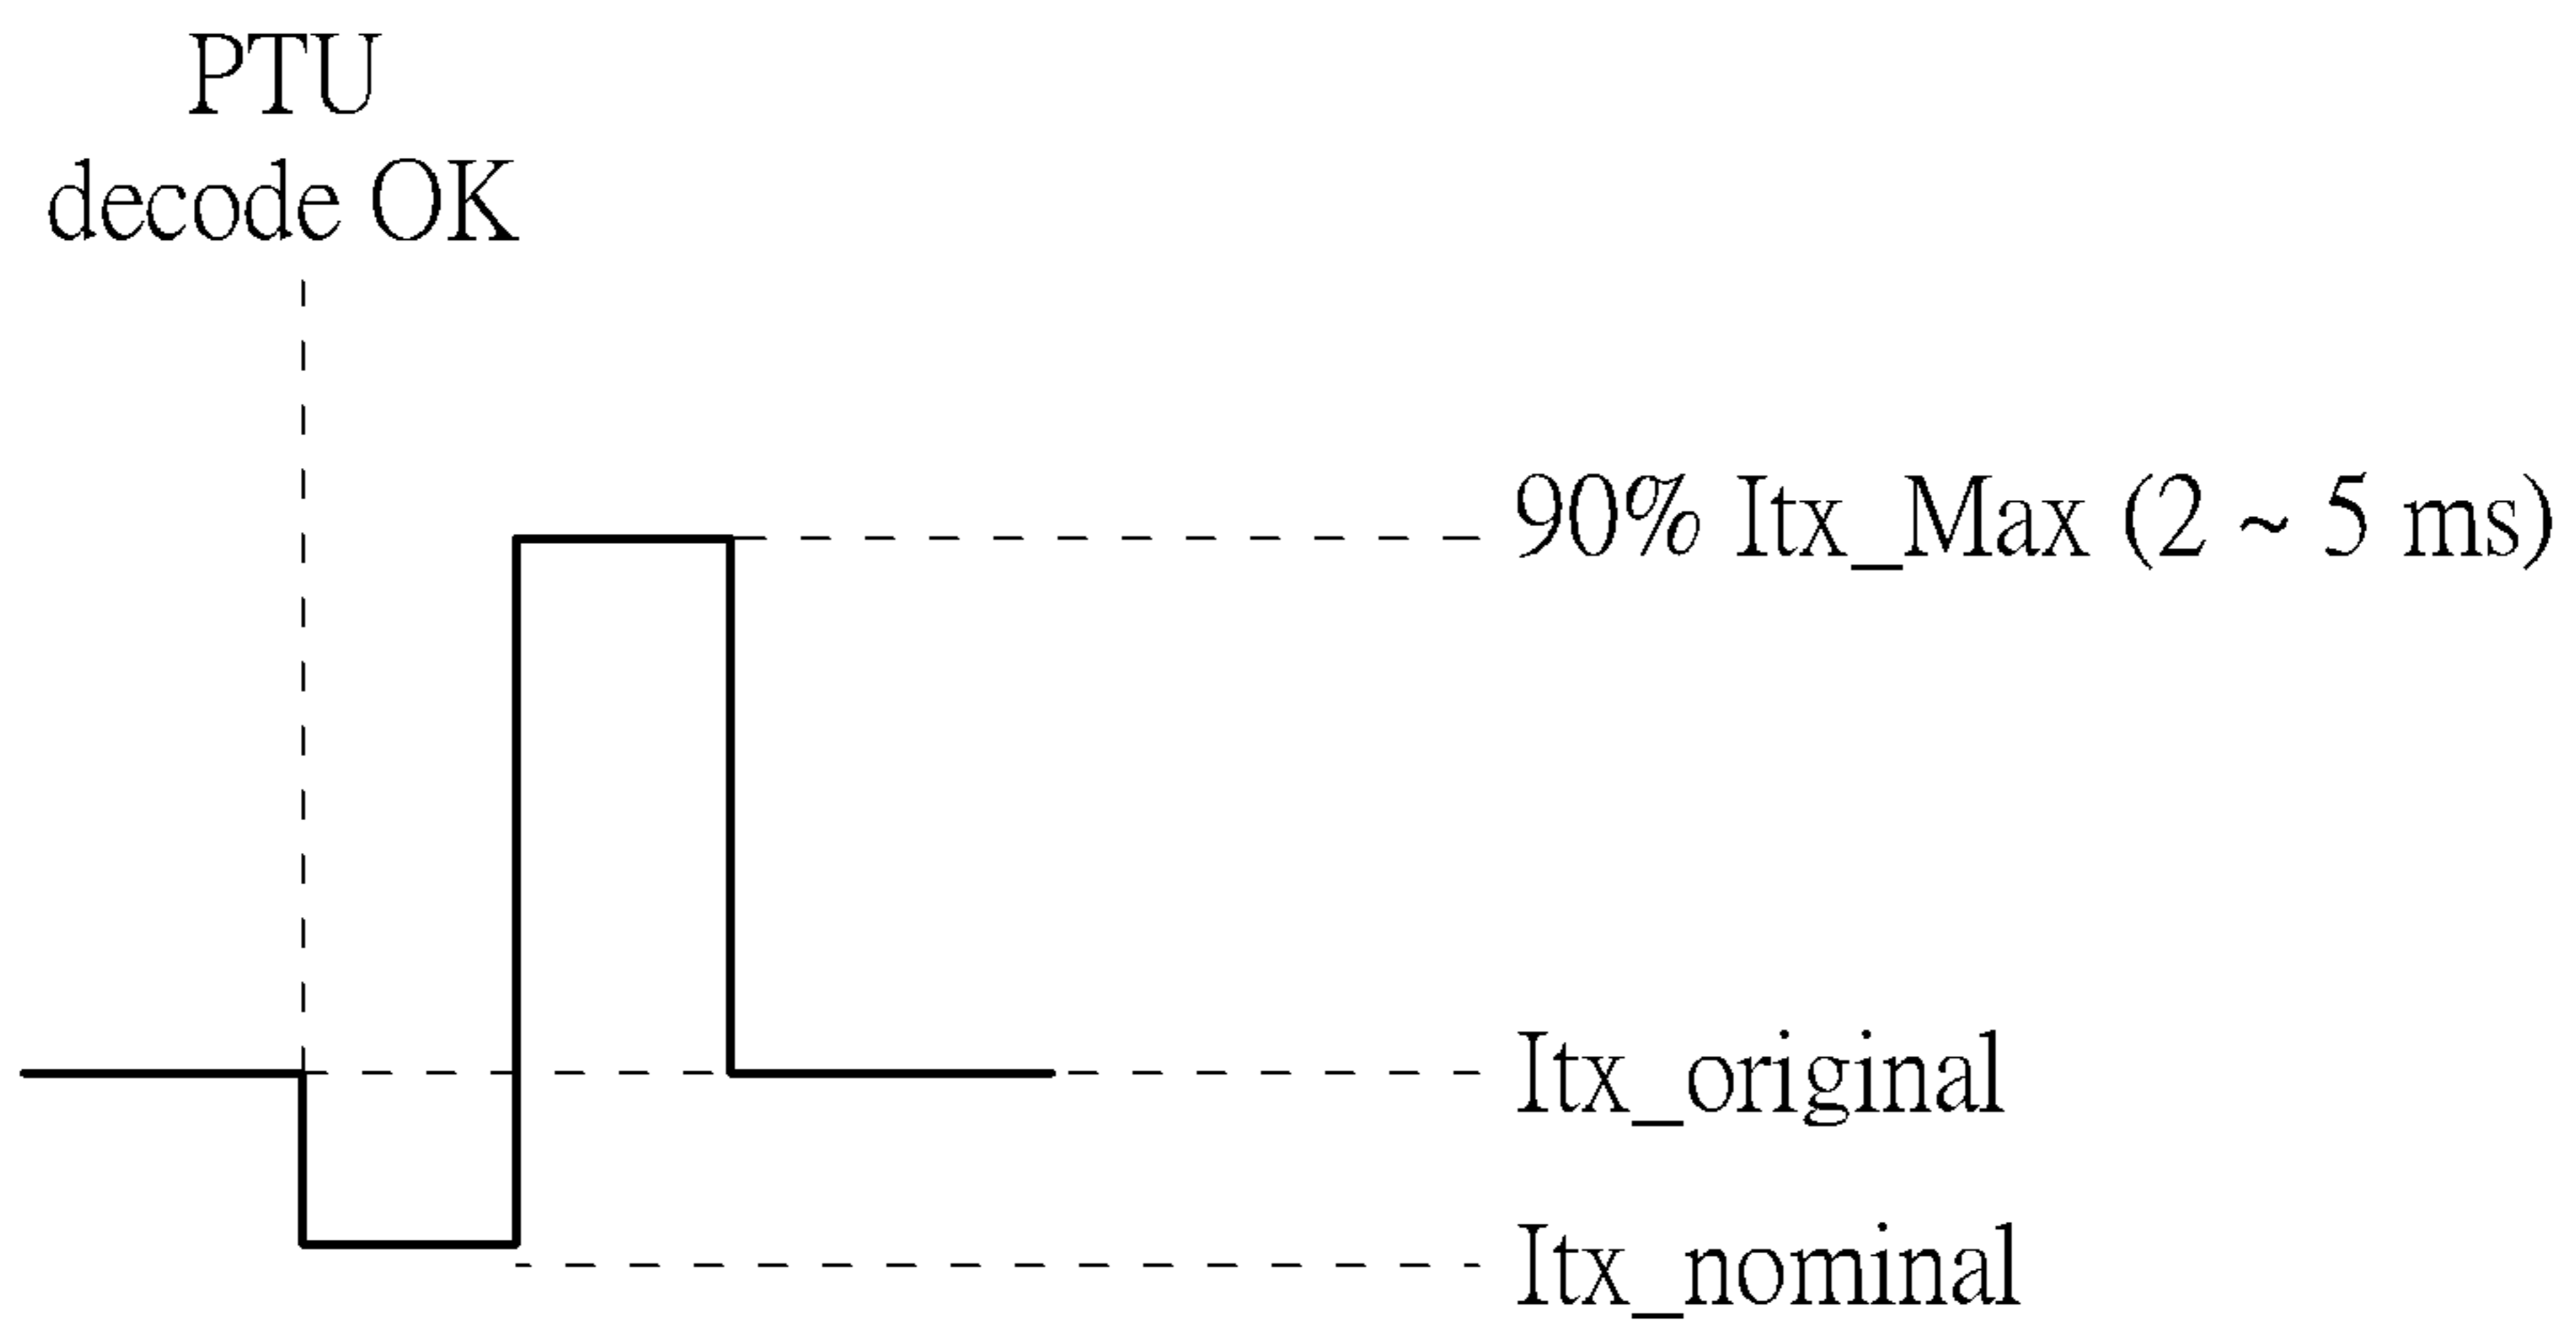 PTU
decode OK
90% Itx_Max (2 ~ 5 ms)
Itx_original
Itx_nominal